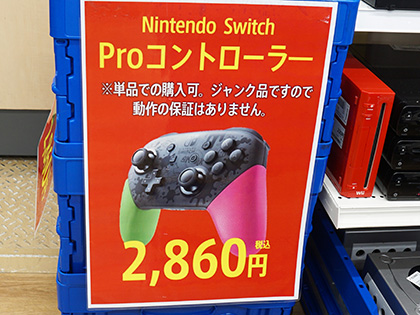 Nintendo Switch
Proコントローラー
※単品での購入可。ジャンク品ですので
動作の保証はありません。
2,860円 税込